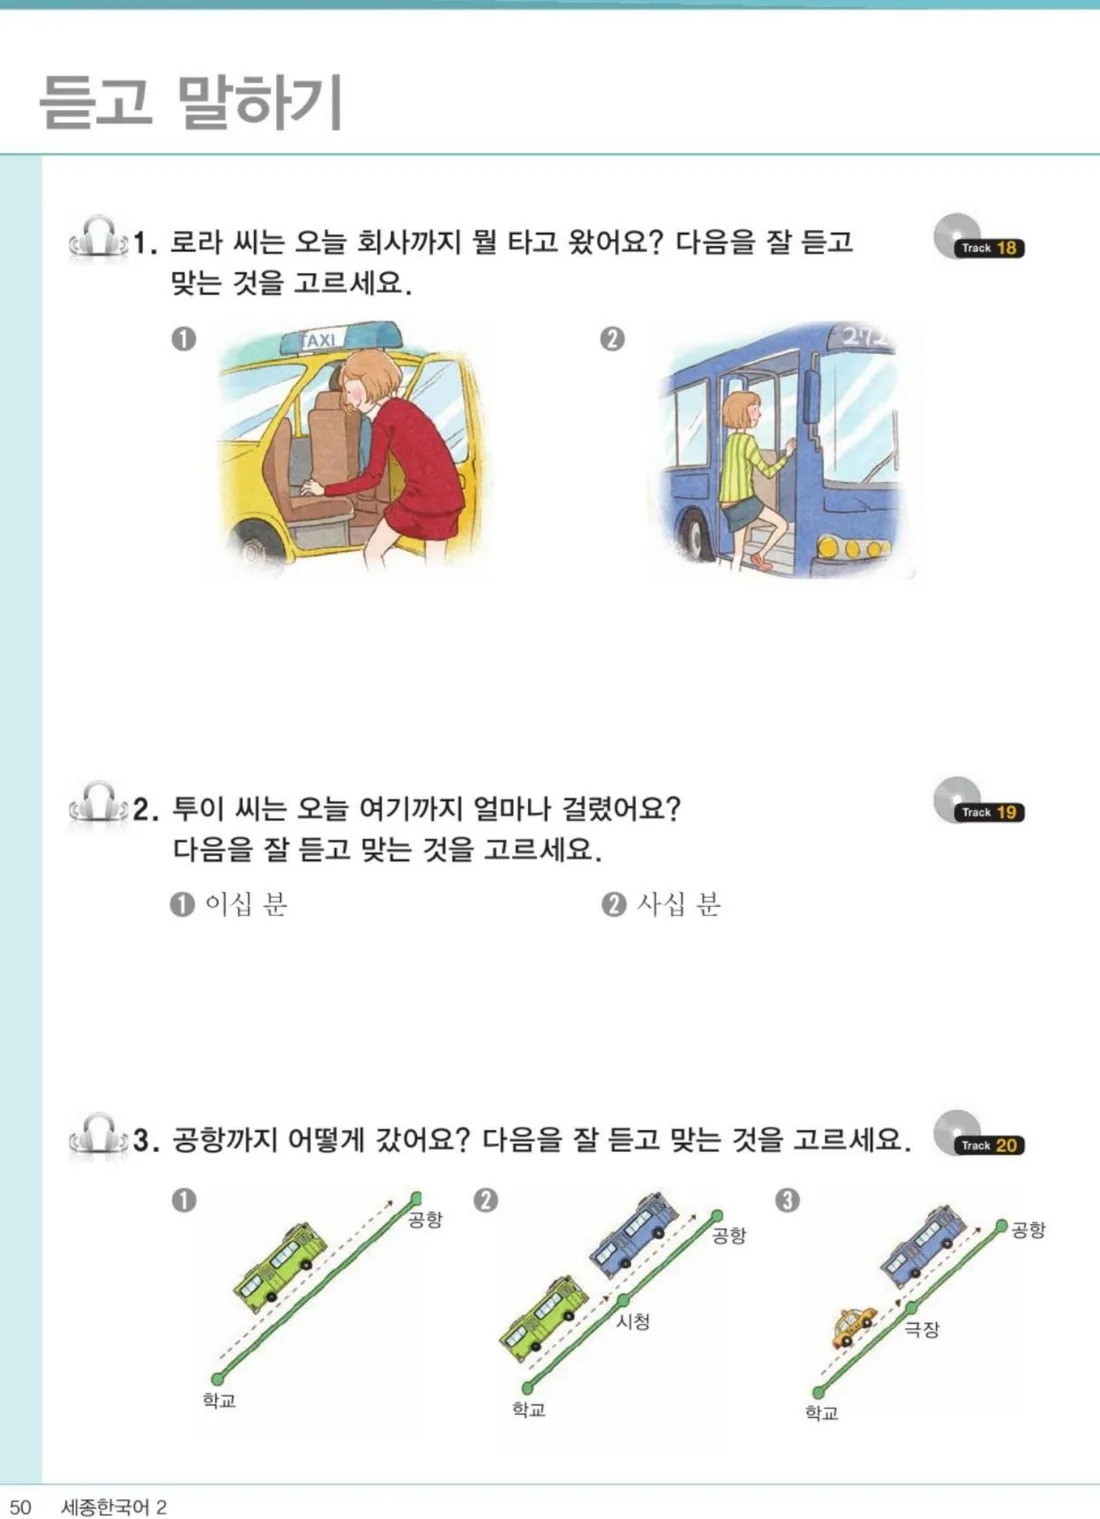 듣고 말하기
1. 로라 씨는 오늘 회사까지 뭘 타고 왔어요? 다음을 잘 듣고
맞는 것을 고르세요.
Track 18
❶
TAXI
❷
272
2. 투이 씨는 오늘 여기까지 얼마나 걸렸어요?
다음을 잘 듣고 맞는 것을 고르세요.
Track 19
❶ 이십 분
❷ 사십 분
3. 공항까지 어떻게 갔어요? 다음을 잘 듣고 맞는 것을 고르세요.
Track 20
❶
공항
학교
❷
공항
시청
학교
❸
공항
극장
학교
50 세종한국어 2